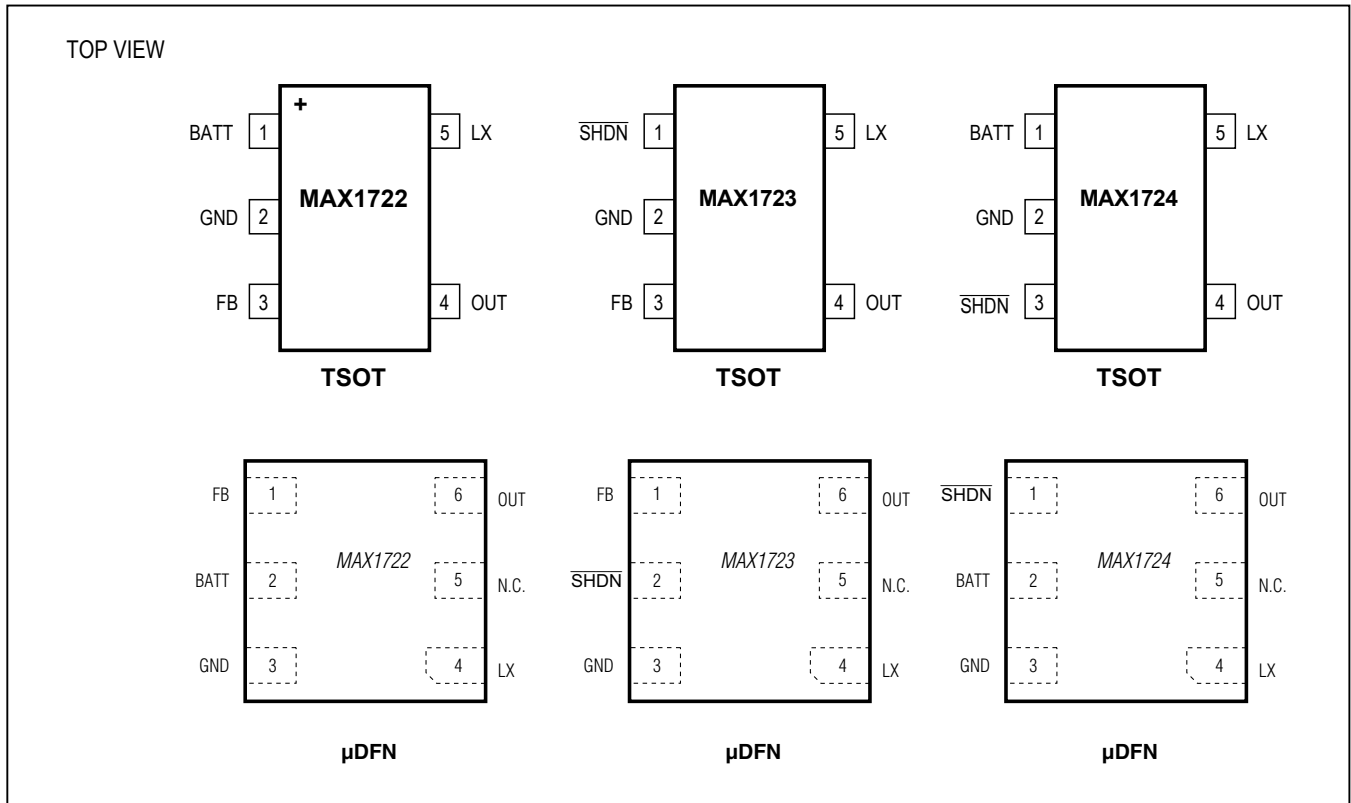 TOP VIEW
+
BATT 1 5 LX
MAX1722
GND 2
FB 3 4 OUT
TSOT
SHDN 1 5 LX
MAX1723
GND 2
FB 3 4 OUT
TSOT
BATT 1 5 LX
MAX1724
GND 2
SHDN 3 4 OUT
TSOT
FB 1 6 OUT
MAX1722
BATT 2 5 N.C.
GND 3 4 LX
µDFN
FB 1 6 OUT
MAX1723
SHDN 2 5 N.C.
GND 3 4 LX
µDFN
SHDN 1 6 OUT
MAX1724
BATT 2 5 N.C.
GND 3 4 LX
µDFN